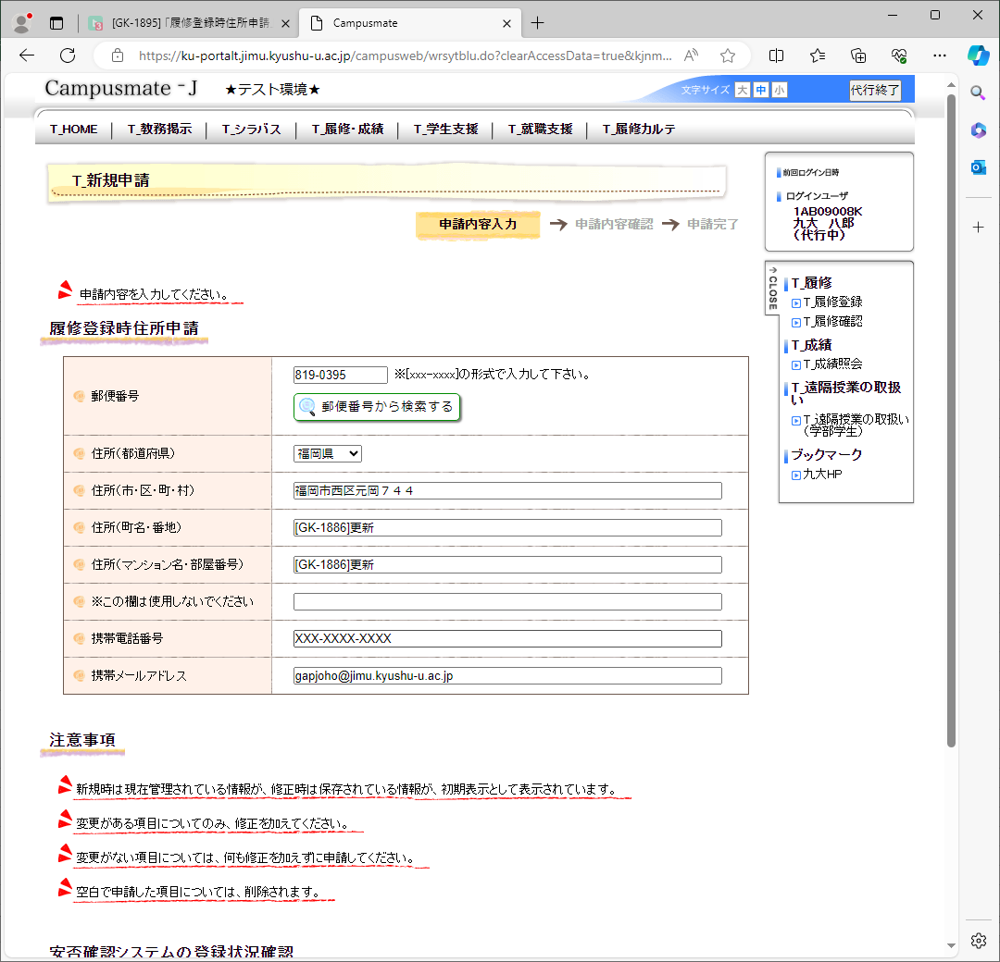 [GK-1895] 「履修登録時住所申請
Campusmate
https://ku-portalt.jimu.kyushu-u.ac.jp/campusweb/wrsytblu.do?clearAccessData=true&kjnm...
Campusmate-J
★テスト環境★
文字サイズ 大 中 小
代行終了
T_HOME
T_教務掲示
T_シラバス
T_履修・成績
T_学生支援
T_就職支援
T_履修カルテ
T_新規申請
申請内容入力 → 申請内容確認 → 申請完了
申請内容を入力してください。
履修登録時住所申請
郵便番号
819-0395 ※[xxx-xxxx]の形式で入力して下さい。
郵便番号から検索する
住所(都道府県)
福岡県
住所(市・区・町・村)
福岡市西区元岡７４４
住所(町名・番地)
[GK-1886]更新
住所(マンション名・部屋番号)
[GK-1886]更新
※この欄は使用しないでください
携帯電話番号
XXX-XXXX-XXXX
携帯メールアドレス
gapjoho@jimu.kyushu-u.ac.jp
注意事項
新規時は現在管理されている情報が、修正時は保存されている情報が、初期表示として表示されています。
変更がある項目についてのみ、修正を加えてください。
変更がない項目については、何も修正を加えずに申請してください。
空白で申請した項目については、削除されます。
安否確認システムの登録状況確認
前回ログイン日時
ログインユーザ
1AB09008K
九大　八郎
(代行中)
CLOSE
T_履修
T_履修登録
T_履修確認
T_成績
T_成績照会
T_遠隔授業の取扱
い
T_遠隔授業の取扱い
(学部学生)
ブックマーク
九大HP